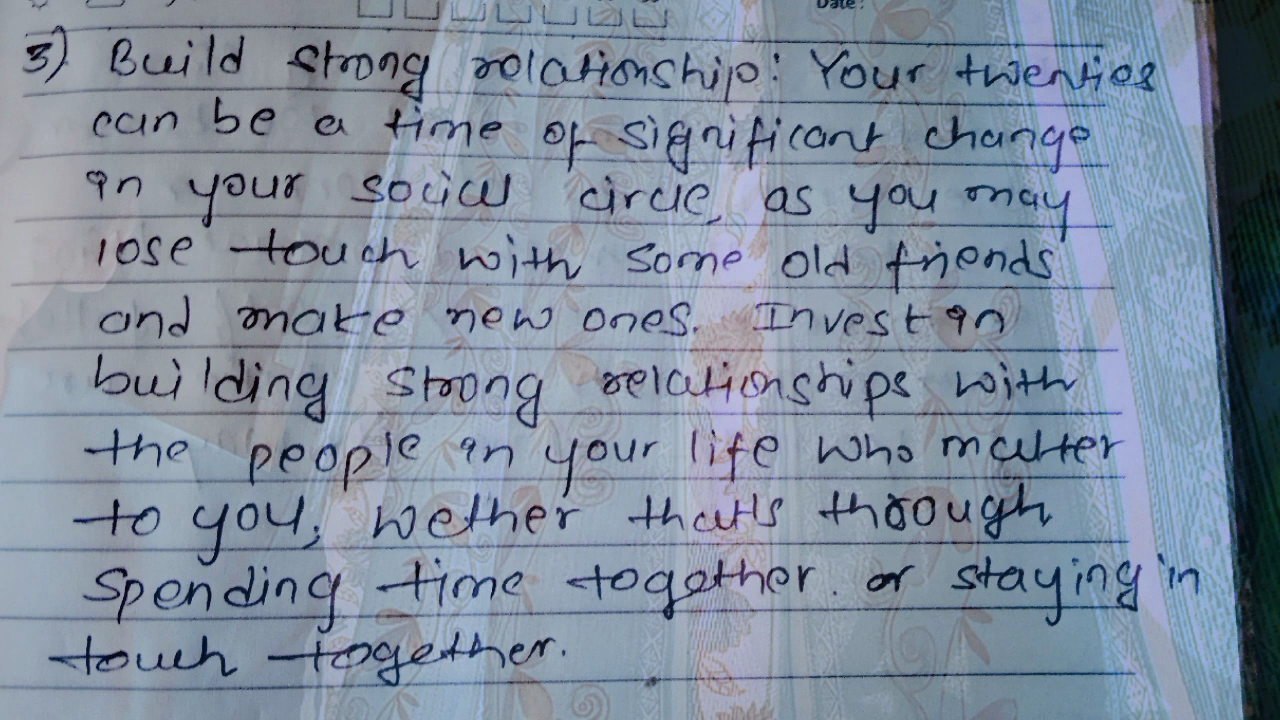 Date:
3) Build strong relationship: Your twenties
can be a time of significant change
in your social circle, as you may
lose touch with some old friends
and make new ones. Invest in
building strong relationships with
the people in your life who matter
to you, wether that's through
spending time together. or staying in
touch together.